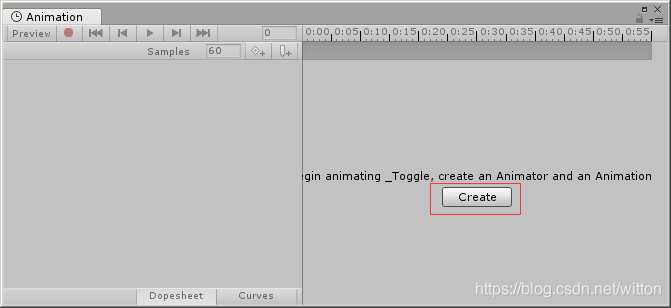 Animation
Preview 0 0:00 0:05 0:10 0:15 0:20 0:25 0:30 0:35 0:40 0:45 0:50 0:55
Samples 60
gin animating _Toggle, create an Animator and an Animation
Create
Dopesheet Curves
https://blog.csdn.net/witton